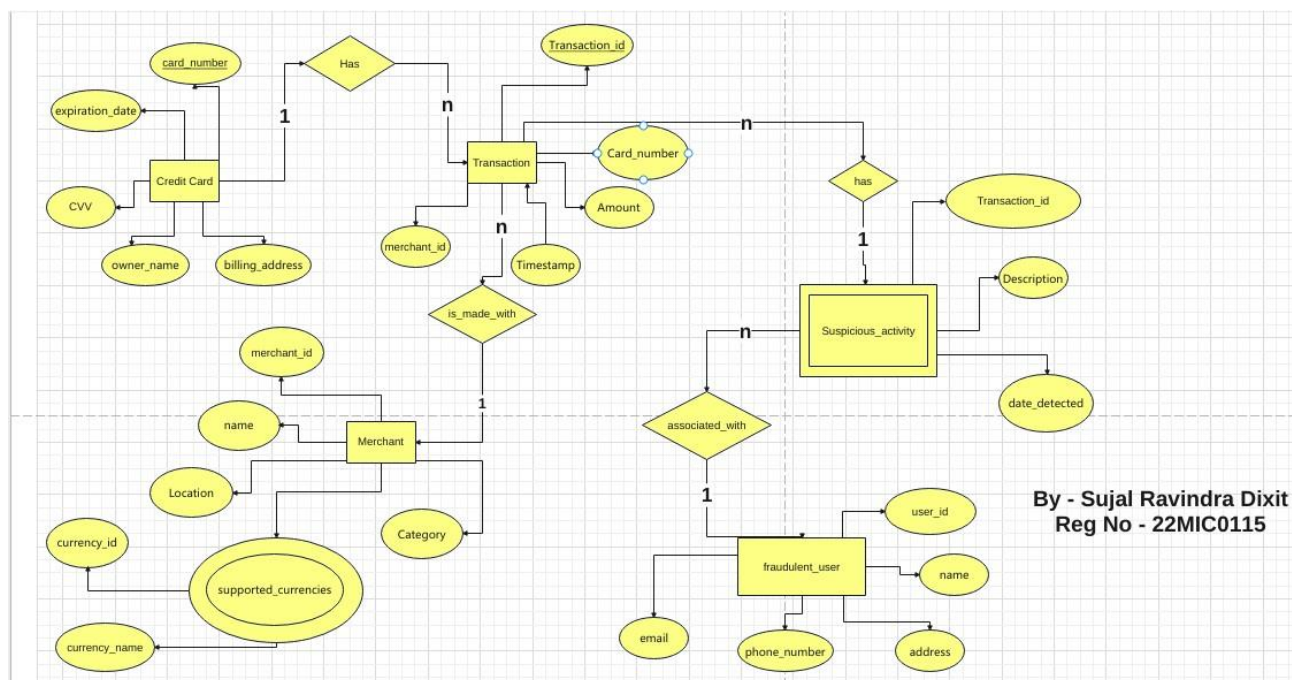 Transaction_id
card_number
Has
expiration_date
n
1
n
Card_number
Transaction
has
Credit Card
CVV
Amount
Transaction_id
n
1
merchant_id
Timestamp
owner_name
billing_address
Description
is_made_with
Suspicious_activity
n
merchant_id
1
date_detected
name
associated_with
Merchant
Location
1
By - Sujal Ravindra Dixit
Reg No - 22MIC0115
user_id
Category
currency_id
fraudulent_user
name
supported_currencies
currency_name
email
phone_number
address